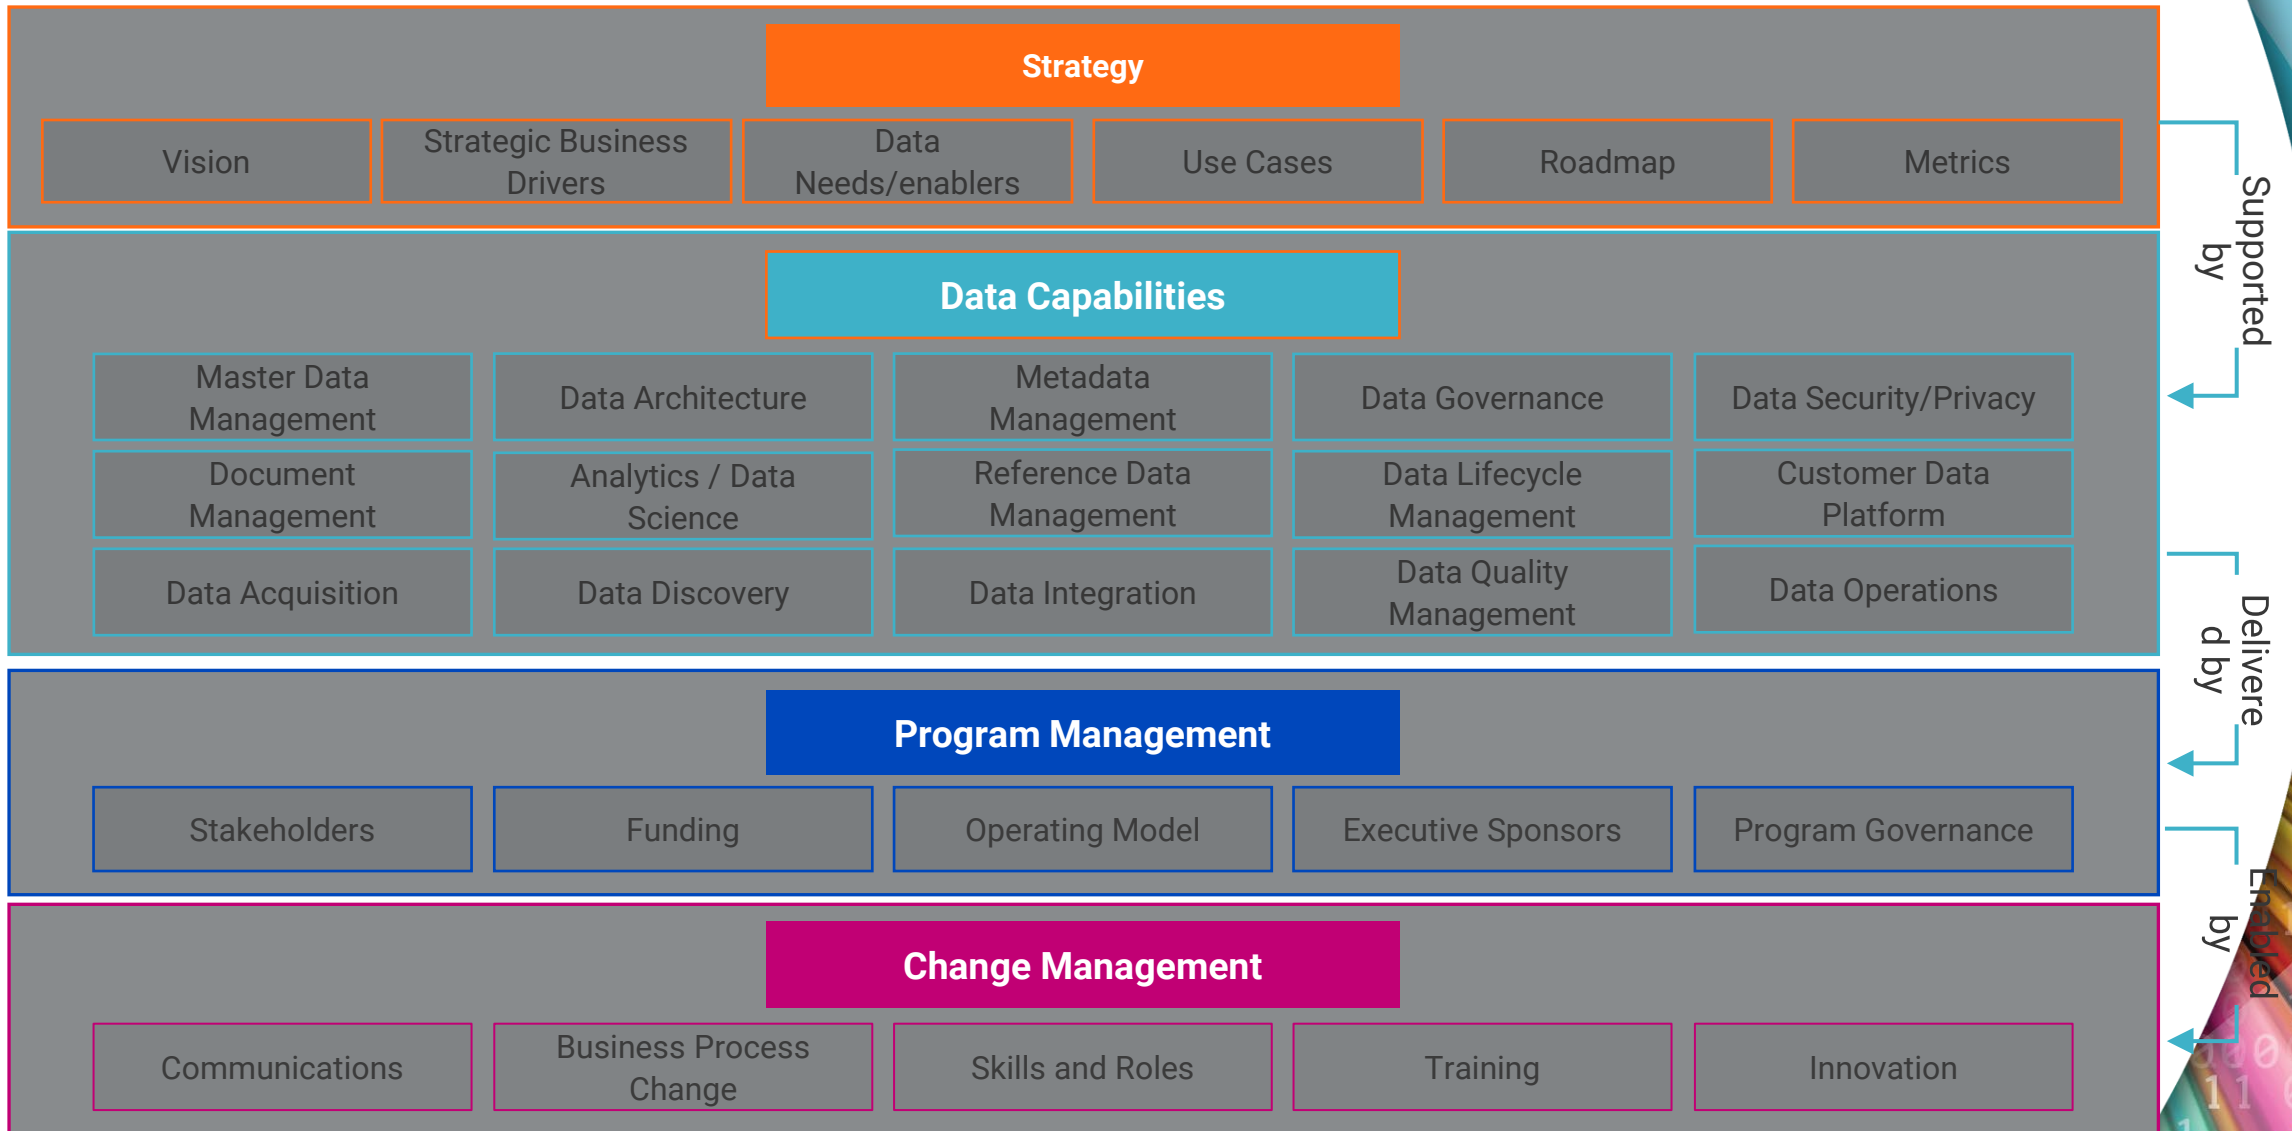 Strategy
Vision
Strategic Business
Drivers
Data
Needs/enablers
Use Cases
Roadmap
Metrics
Supported
by
Data Capabilities
Master Data
Management
Data Architecture
Metadata
Management
Data Governance
Data Security/Privacy
Document
Management
Analytics / Data
Science
Reference Data
Management
Data Lifecycle
Management
Customer Data
Platform
Data Acquisition
Data Discovery
Data Integration
Data Quality
Management
Data Operations
Delivere
d by
Program Management
Stakeholders
Funding
Operating Model
Executive Sponsors
Program Governance
Enabled
by
Change Management
Communications
Business Process
Change
Skills and Roles
Training
Innovation